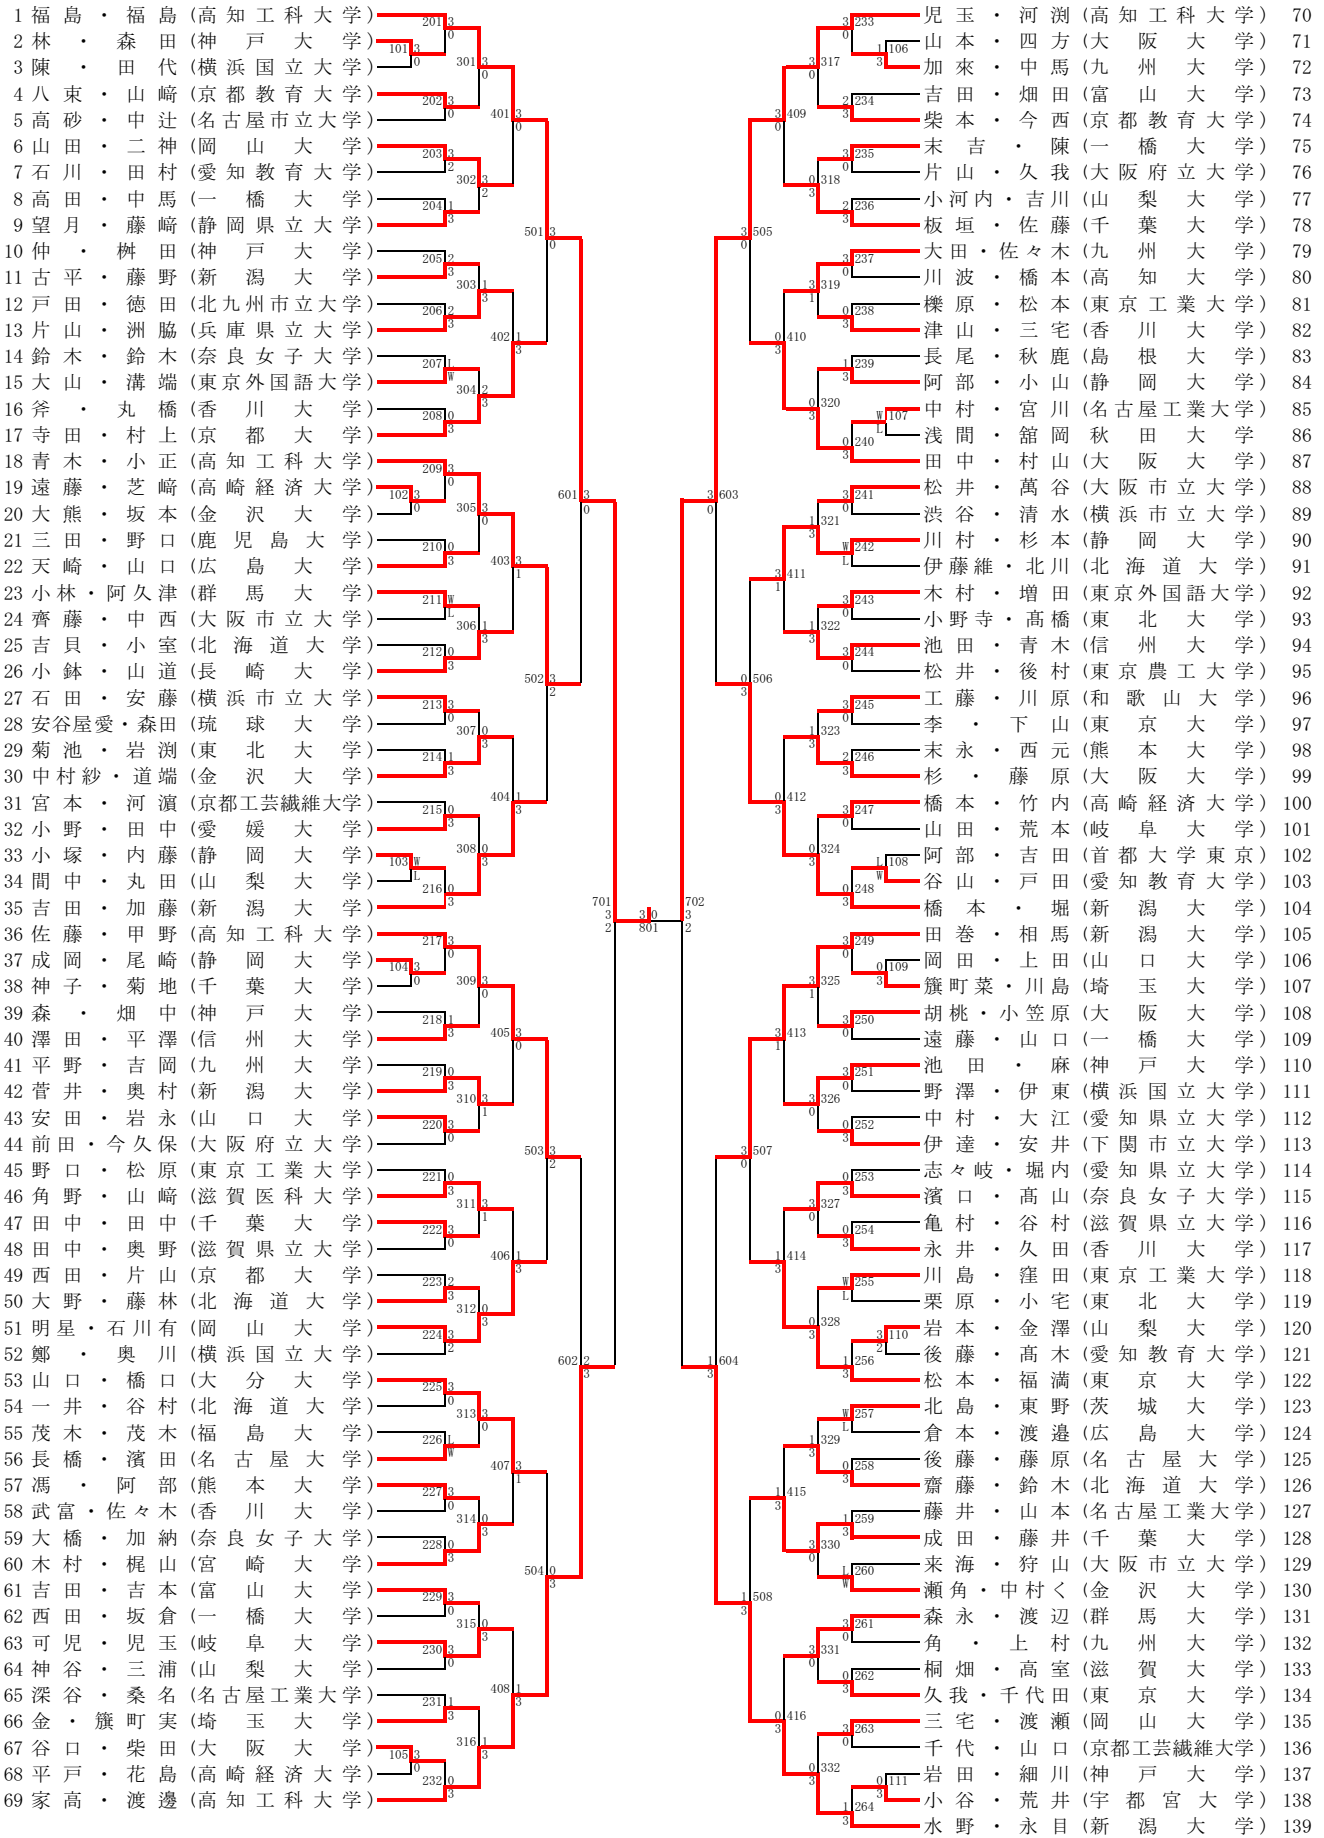 1 福島・福島(高知工科大学)
2 林・森田(神戸大学)
3 陳・田代(横浜国立大学)
4 八束・山﨑(京都教育大学)
5 高砂・中辻(名古屋市立大学)
6 山田・二神(岡山大学)
7 石川・田村(愛知教育大学)
8 高田・中馬(一橋大学)
9 望月・藤﨑(静岡県立大学)
10 仲・桝田(神戸大学)
11 古平・藤野(新潟大学)
12 戸田・徳田(北九州市立大学)
13 片山・洲脇(兵庫県立大学)
14 鈴木・鈴木(奈良女子大学)
15 大山・溝端(東京外国語大学)
16 斧・丸橋(香川大学)
17 寺田・村上(京都大学)
18 青木・小正(高知工科大学)
19 遠藤・芝﨑(高崎経済大学)
20 大熊・坂本(金沢大学)
21 三田・野口(鹿児島大学)
22 天崎・山口(広島大学)
23 小林・阿久津(群馬大学)
24 齊藤・中西(大阪市立大学)
25 吉貝・小室(北海道大学)
26 小鉢・山道(長崎大学)
27 石田・安藤(横浜市立大学)
28 安谷屋愛・森田(琉球大学)
29 菊池・岩渕(東北大学)
30 中村紗・道端(金沢大学)
31 宮本・河濵(京都工芸繊維大学)
32 小野・田中(愛媛大学)
33 小塚・内藤(静岡大学)
34 間中・丸田(山梨大学)
35 吉田・加藤(新潟大学)
36 佐藤・甲野(高知工科大学)
37 成岡・尾崎(静岡大学)
38 神子・菊地(千葉大学)
39 森・畑中(神戸大学)
40 澤田・平澤(信州大学)
41 平野・吉岡(九州大学)
42 菅井・奥村(新潟大学)
43 安田・岩永(山口大学)
44 前田・今久保(大阪府立大学)
45 野口・松原(東京工業大学)
46 角野・山﨑(滋賀医科大学)
47 田中・田中(千葉大学)
48 田中・奥野(滋賀県立大学)
49 西田・片山(京都大学)
50 大野・藤林(北海道大学)
51 明星・石川有(岡山大学)
52 鄭・奥川(横浜国立大学)
53 山口・橋口(大分大学)
54 一井・谷村(北海道大学)
55 茂木・茂木(福島大学)
56 長橋・濱田(名古屋大学)
57 馮・阿部(熊本大学)
58 武富・佐々木(香川大学)
59 大橋・加納(奈良女子大学)
60 木村・梶山(宮崎大学)
61 吉田・吉本(富山大学)
62 西田・坂倉(一橋大学)
63 可児・児玉(岐阜大学)
64 神谷・三浦(山梨大学)
65 深谷・桑名(名古屋工業大学)
66 金・籏町実(埼玉大学)
67 谷口・柴田(大阪大学)
68 平戸・花島(高崎経済大学)
69 家高・渡邊(高知工科大学)
児玉・河渕(高知工科大学) 70
山本・四方(大阪大学) 71
加來・中馬(九州大学) 72
吉田・畑田(富山大学) 73
柴本・今西(京都教育大学) 74
末吉・陳(一橋大学) 75
片山・久我(大阪府立大学) 76
小河内・吉川(山梨大学) 77
板垣・佐藤(千葉大学) 78
大田・佐々木(九州大学) 79
川波・橋本(高知大学) 80
櫟原・松本(東京工業大学) 81
津山・三宅(香川大学) 82
長尾・秋鹿(島根大学) 83
阿部・小山(静岡大学) 84
中村・宮川(名古屋工業大学) 85
浅間・舘岡 秋田大学 86
田中・村山(大阪大学) 87
松井・萬谷(大阪市立大学) 88
渋谷・清水(横浜市立大学) 89
川村・杉本(静岡大学) 90
伊藤維・北川(北海道大学) 91
木村・増田(東京外国語大学) 92
小野寺・髙橋(東北大学) 93
池田・青木(信州大学) 94
松井・後村(東京農工大学) 95
工藤・川原(和歌山大学) 96
李・下山(東京大学) 97
末永・西元(熊本大学) 98
杉・藤原(大阪大学) 99
橋本・竹内(高崎経済大学) 100
山田・荒本(岐阜大学) 101
阿部・吉田(首都大学東京) 102
谷山・戸田(愛知教育大学) 103
橋本・堀(新潟大学) 104
田巻・相馬(新潟大学) 105
岡田・上田(山口大学) 106
籏町菜・川島(埼玉大学) 107
胡桃・小笠原(大阪大学) 108
遠藤・山口(一橋大学) 109
池田・麻(神戸大学) 110
野澤・伊東(横浜国立大学) 111
中村・大江(愛知県立大学) 112
伊達・安井(下関市立大学) 113
志々岐・堀内(愛知県立大学) 114
濱口・髙山(奈良女子大学) 115
亀村・谷村(滋賀県立大学) 116
永井・久田(香川大学) 117
川島・窪田(東京工業大学) 118
栗原・小宅(東北大学) 119
岩本・金澤(山梨大学) 120
後藤・髙木(愛知教育大学) 121
松本・福満(東京大学) 122
北島・東野(茨城大学) 123
倉本・渡邉(広島大学) 124
後藤・藤原(名古屋大学) 125
齋藤・鈴木(北海道大学) 126
藤井・山本(名古屋工業大学) 127
成田・藤井(千葉大学) 128
来海・狩山(大阪市立大学) 129
瀬角・中村く(金沢大学) 130
森永・渡辺(群馬大学) 131
角・上村(九州大学) 132
桐畑・高室(滋賀大学) 133
久我・千代田(東京大学) 134
三宅・渡瀬(岡山大学) 135
千代・山口(京都工芸繊維大学) 136
岩田・細川(神戸大学) 137
小谷・荒井(宇都宮大学) 138
水野・永目(新潟大学) 139